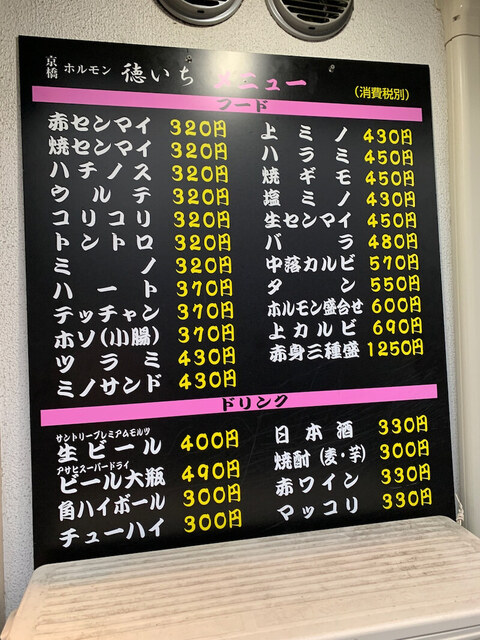 京橋 ホルモン 徳いち メニュー
(消費税別)
フード
赤センマイ 320円
焼センマイ 320円
ハチノス 320円
ウルテ 320円
コリコリ 320円
トントロ 320円
ミノ 320円
ハート 370円
テッチャン 370円
ホソ(小腸) 370円
ツラミ 430円
ミノサンド 430円
上ミノ 430円
ハラミ 450円
焼ギモ 450円
塩ミノ 430円
生センマイ 450円
バラ 480円
中落カルビ 570円
タン 550円
ホルモン盛合せ 600円
上カルビ 690円
赤身三種盛 1250円
ドリンク
サントリープレミアムモルツ
生ビール 400円
アサヒスーパードライ
ビール大瓶 490円
角ハイボール 300円
チューハイ 300円
日本酒 330円
焼酎(麦・芋) 300円
赤ワイン 330円
マッコリ 330円